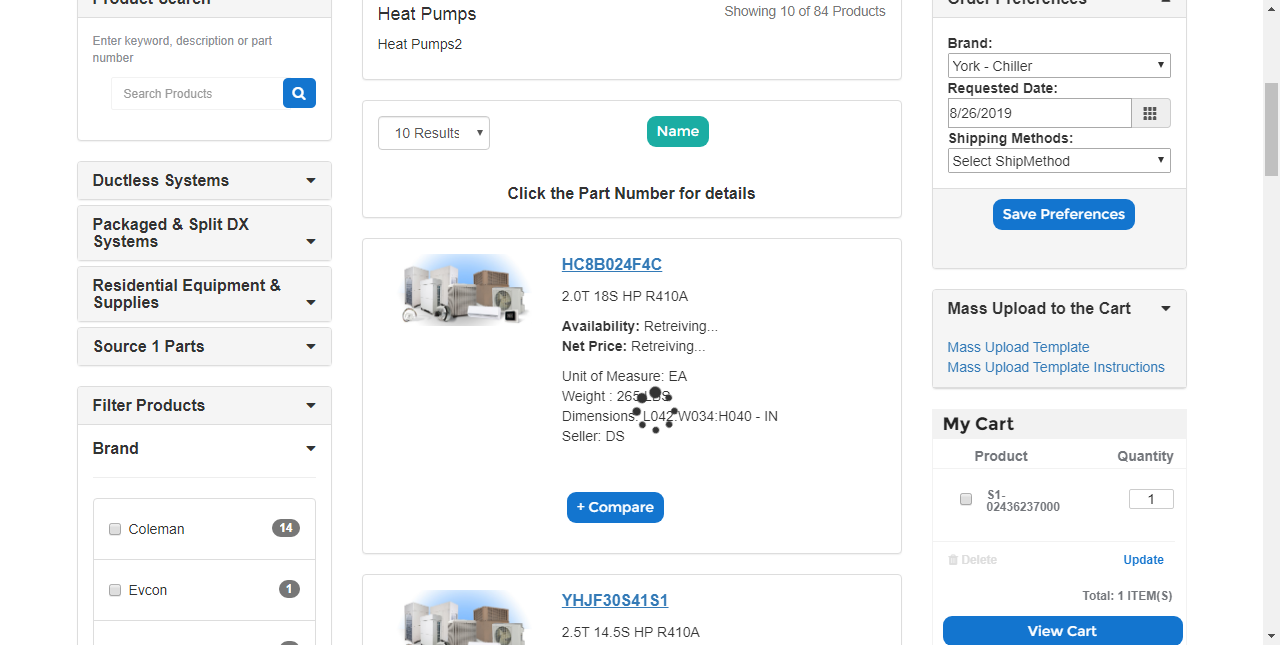 Product Search
Enter keyword, description or part
number
Search Products
Ductless Systems
Packaged & Split DX
Systems
Residential Equipment &
Supplies
Source 1 Parts
Filter Products
Brand
Coleman
14
Evcon
1
Heat Pumps
Showing 10 of 84 Products
Heat Pumps2
10 Results
Name
Click the Part Number for details
HC8B024F4C
2.0T 18S HP R410A
Availability: Retreiving...
Net Price: Retreiving...
Unit of Measure: EA
Weight : 265 LBS
Dimensions: L042:W034:H040 - IN
Seller: DS
+ Compare
YHJF30S41S1
2.5T 14.5S HP R410A
Order Preferences
Brand:
York - Chiller
Requested Date:
8/26/2019
Shipping Methods:
Select ShipMethod
Save Preferences
Mass Upload to the Cart
Mass Upload Template
Mass Upload Template Instructions
My Cart
Product Quantity
S1-
02436237000
1
Delete
Update
Total: 1 ITEM(S)
View Cart